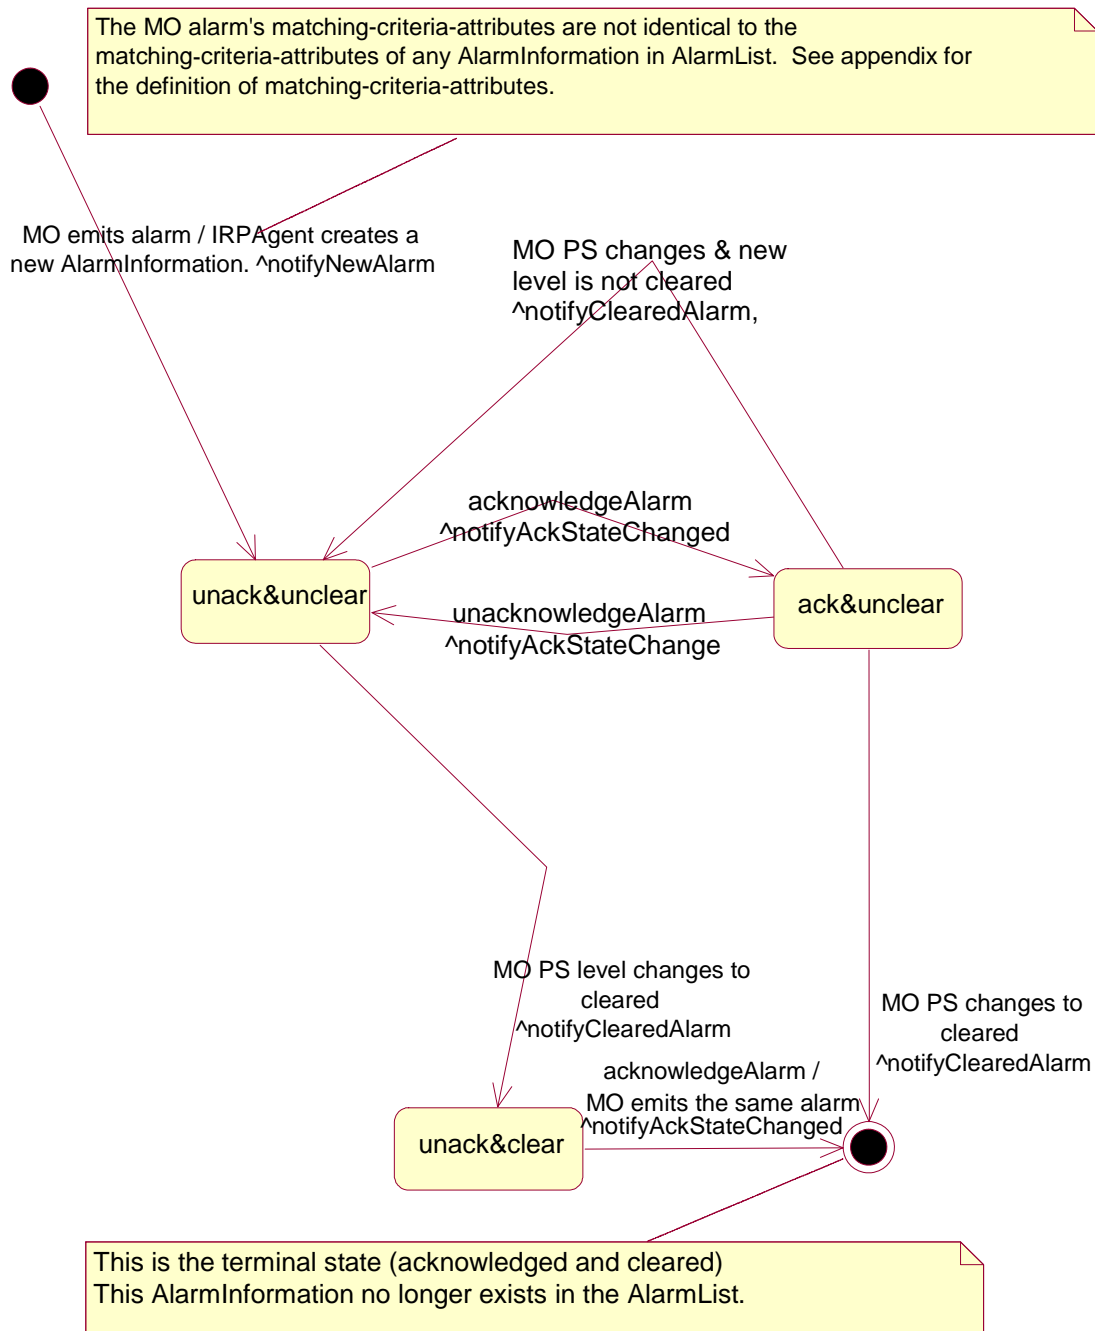 The MO alarm's matching-criteria-attributes are not identical to the
matching-criteria-attributes of any AlarmInformation in AlarmList.  See appendix for
the definition of matching-criteria-attributes.
MO emits alarm / IRPAgent creates a
new AlarmInformation. ^notifyNewAlarm
MO PS changes & new
level is not cleared
^notifyClearedAlarm,
acknowledgeAlarm
^notifyAckStateChanged
unack&unclear
ack&unclear
unacknowledgeAlarm
^notifyAckStateChange
MO PS level changes to
cleared
^notifyClearedAlarm
MO PS changes to
cleared
^notifyClearedAlarm
acknowledgeAlarm /
MO emits the same alarm
^notifyAckStateChanged
unack&clear
This is the terminal state (acknowledged and cleared)
This AlarmInformation no longer exists in the AlarmList.